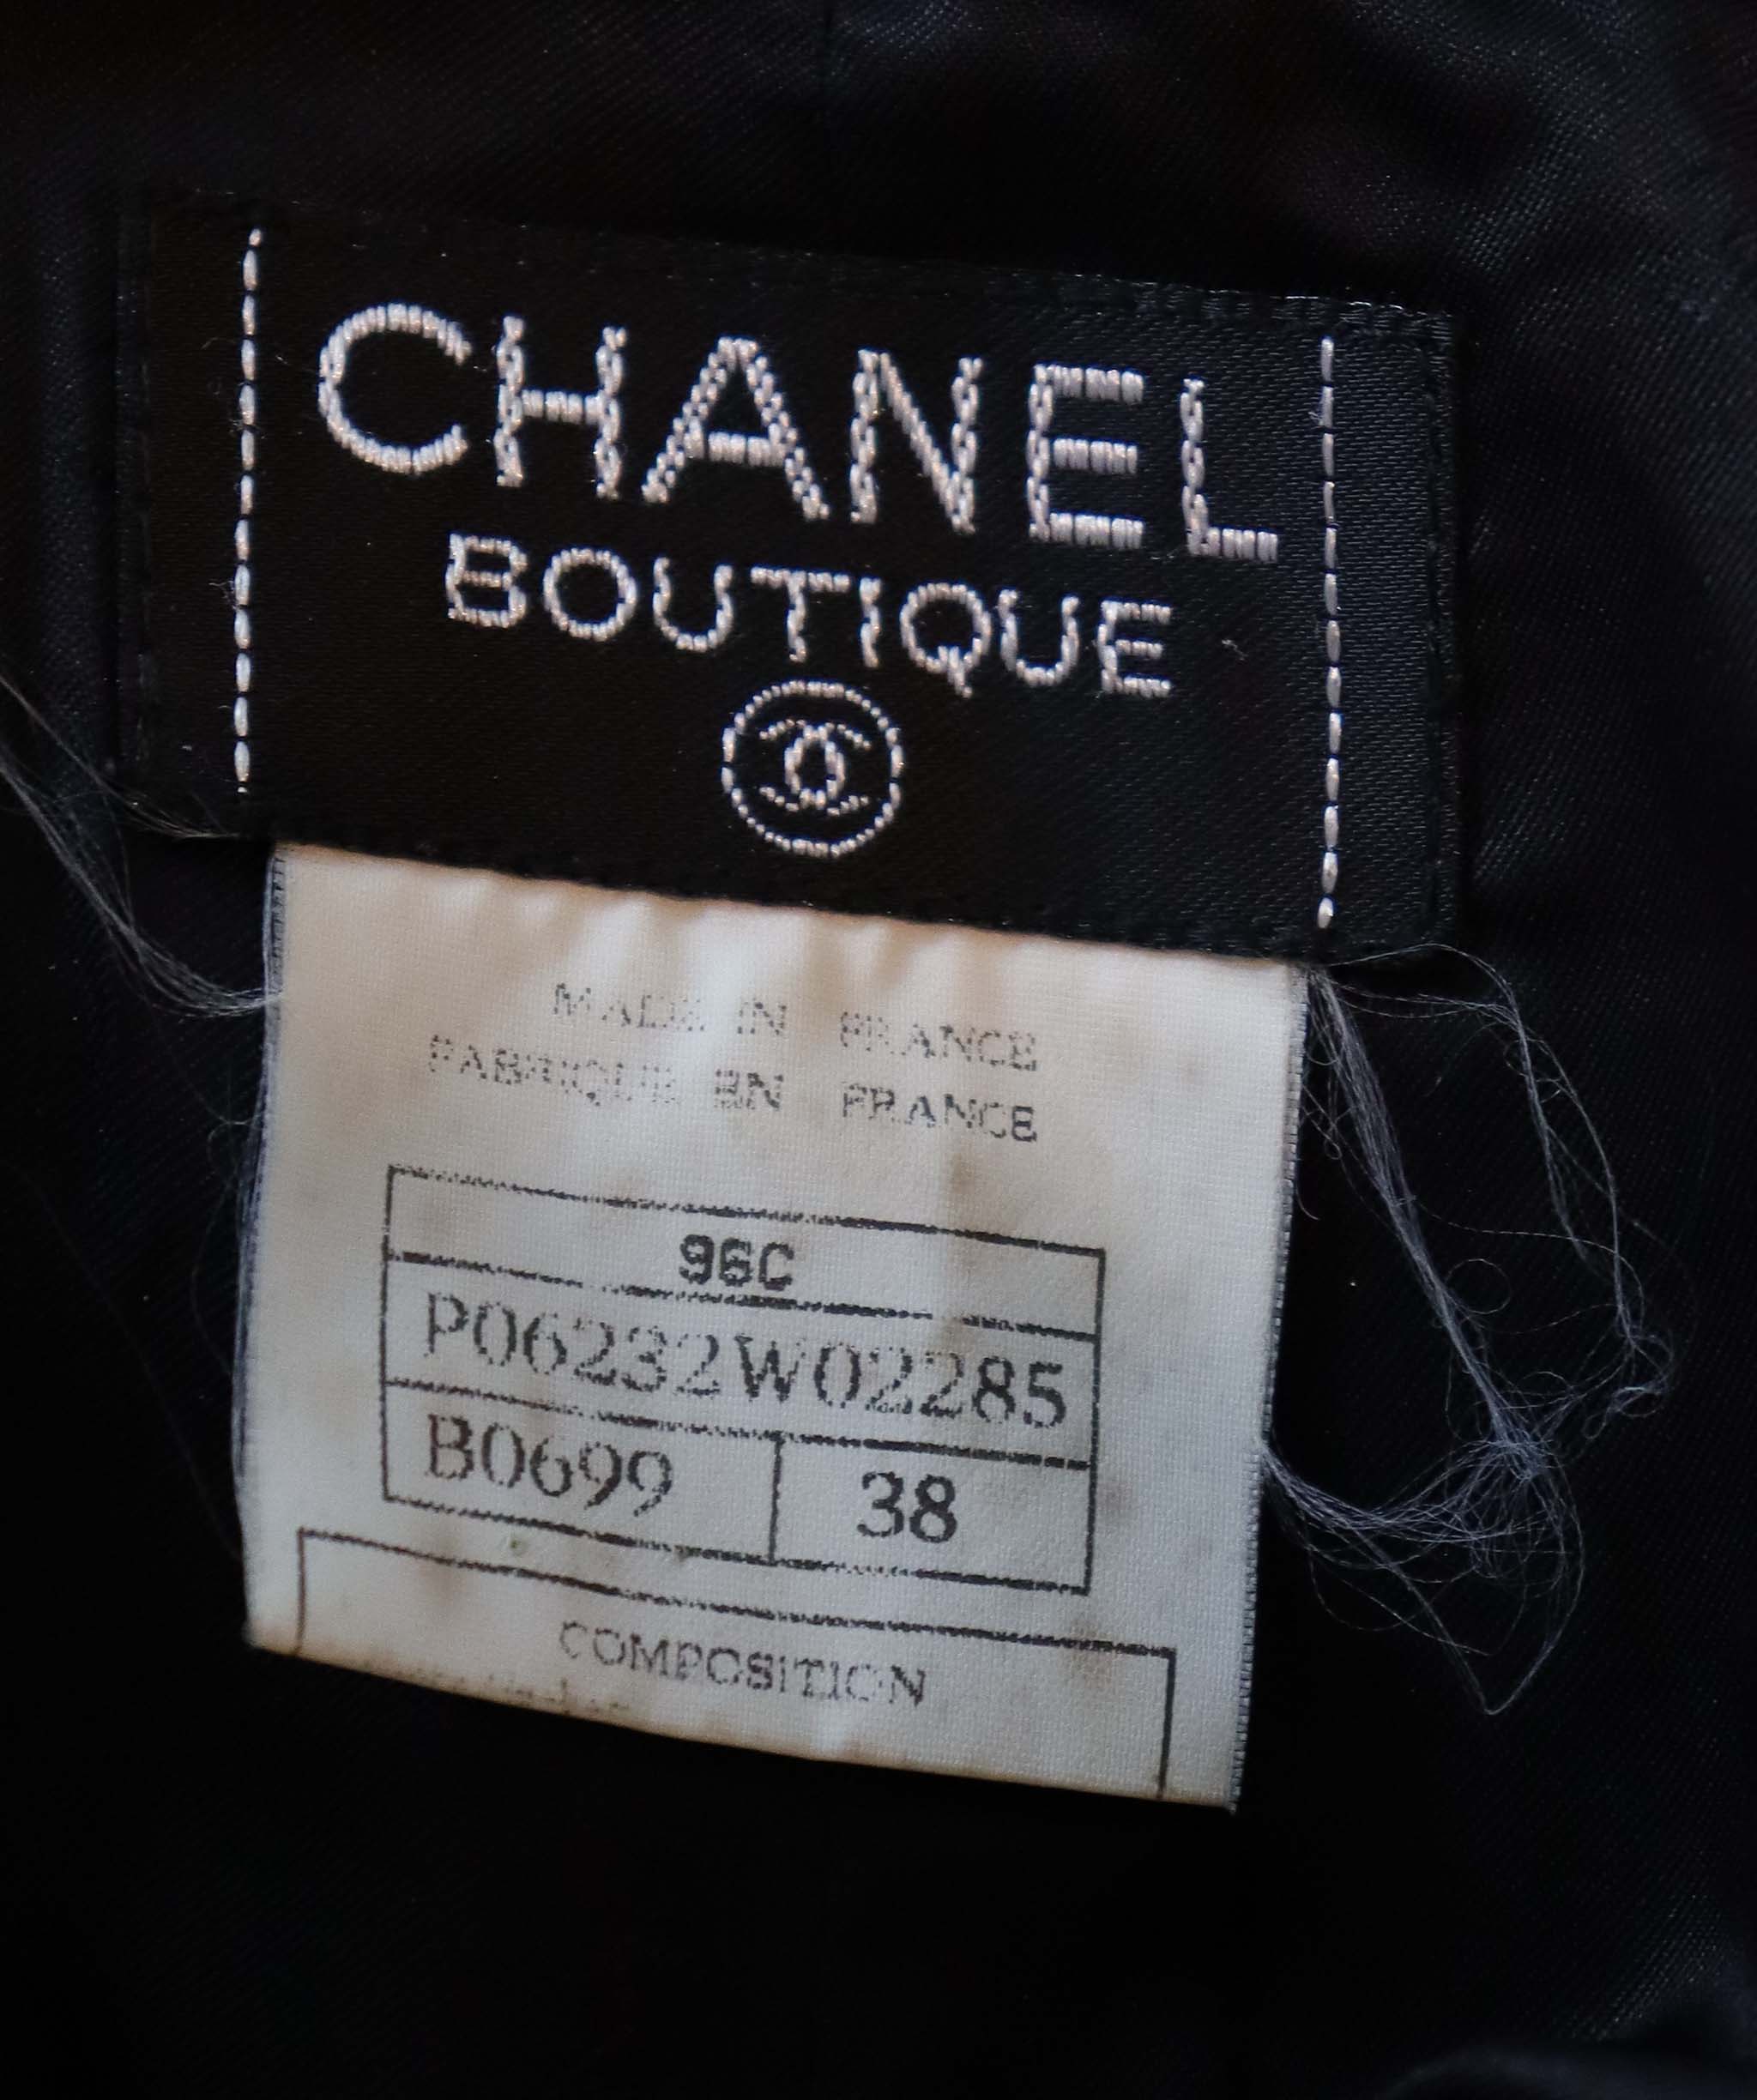 CHANEL
BOUTIQUE
MADE IN FRANCE
FABRIQUE EN FRANCE
96C
P06232W02285
B0699 38
COMPOSITION